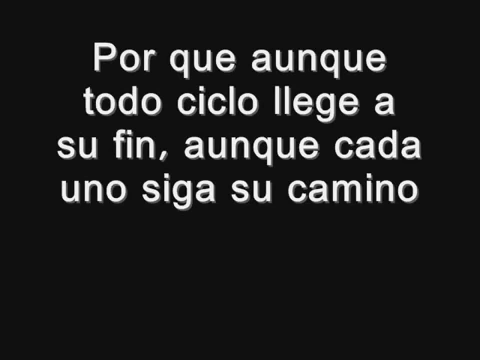 Por que aunque
todo ciclo llege a
su fin, aunque cada
uno siga su camino